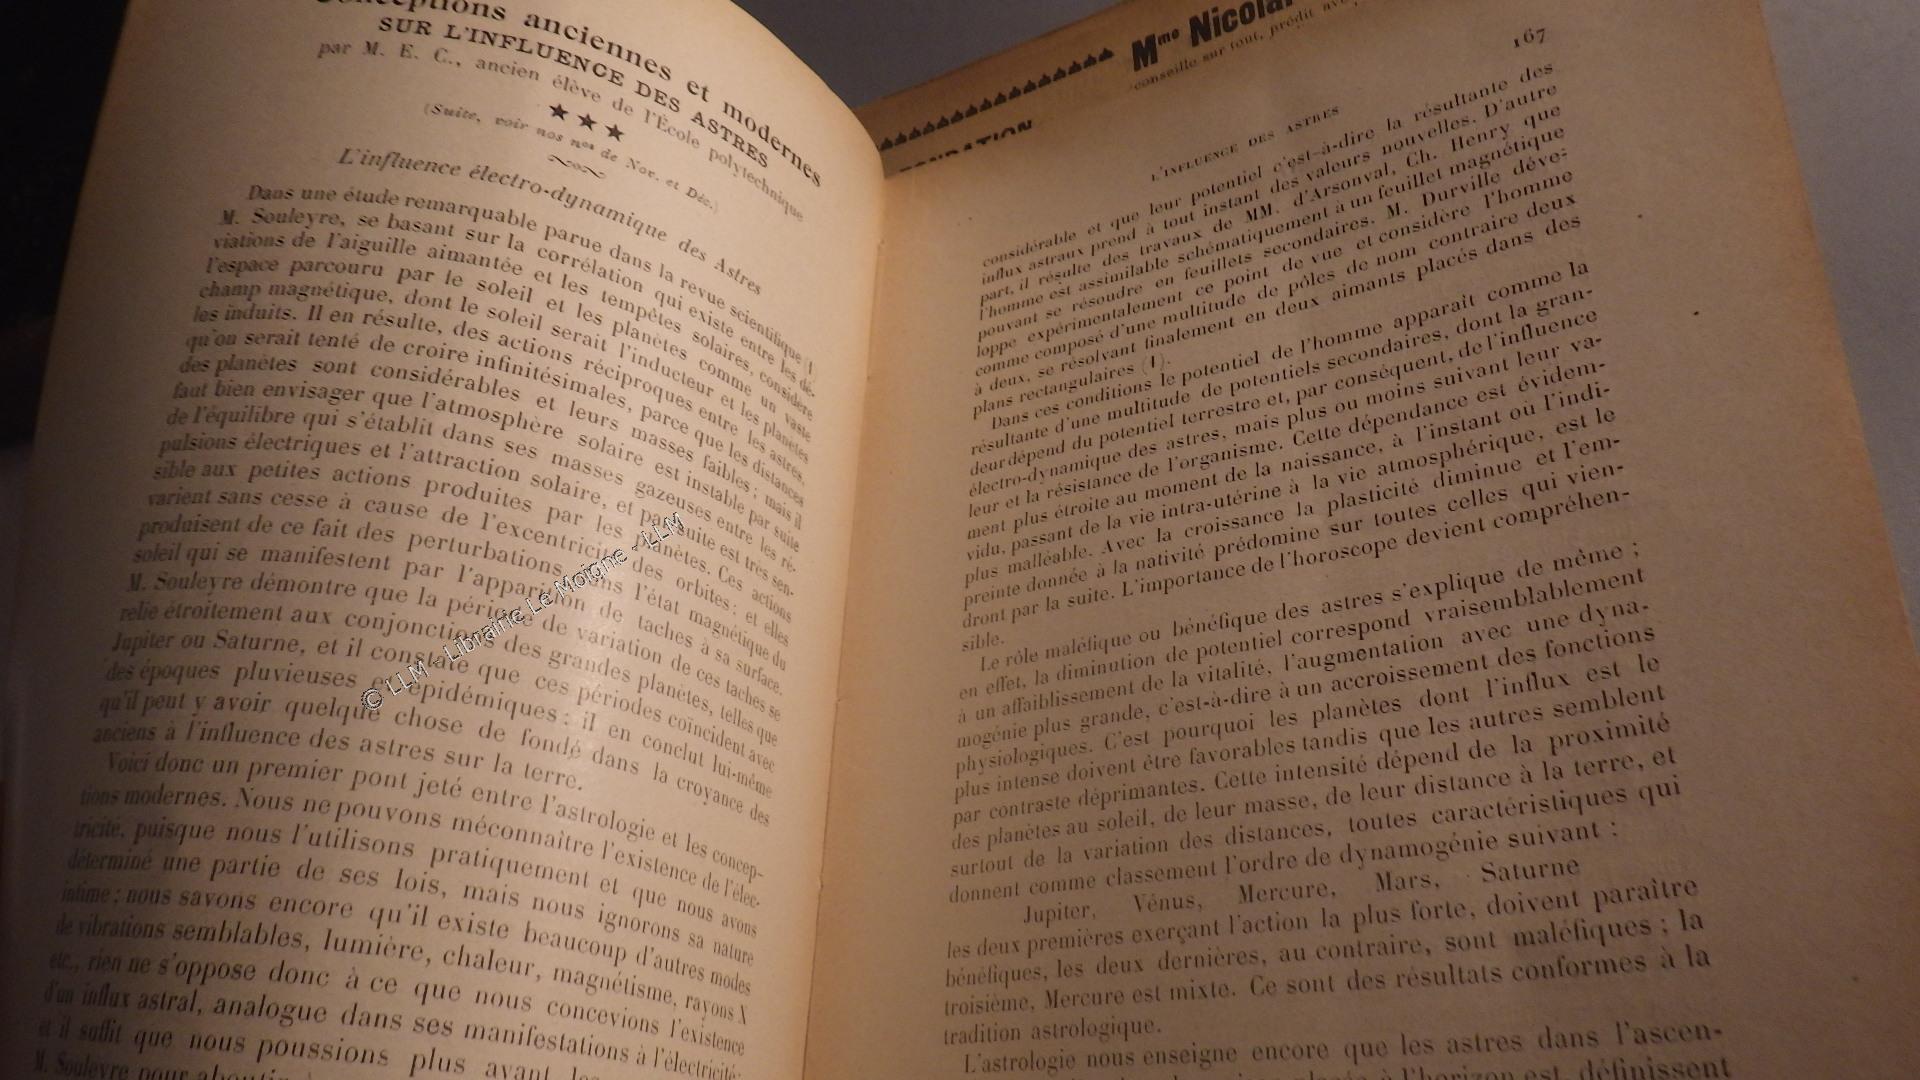 Conceptions anciennes et modernes
SUR L'INFLUENCE DES ASTRES
par M. E. C., ancien élève de l'École polytechnique
★ ★ ★
(Suite, voir nos nos de Nov. et Déc.)
L'influence électro-dynamique des Astres
Dans une étude remarquable parue dans la revue scientifique (1)
M. Souleyre, se basant sur la corrélation qui existe entre les dé-
viations de l'aiguille aimantée et les tempêtes solaires, considère
l'espace parcouru par le soleil et les planètes comme un vaste
champ magnétique, dont le soleil serait l'inducteur et les planètes
les induits. Il en résulte, des actions réciproques entre les astres,
qu'on serait tenté de croire infinitésimales, parce que les distances
des planètes sont considérables et leurs masses faibles ; mais il
faut bien envisager que l'atmosphère solaire est instable par suite
de l'équilibre qui s'établit dans ses masses gazeuses entre les ré-
pulsions électriques et l'attraction solaire, et par suite est très sen-
sible aux petites actions produites par les planètes. Ces actions
varient sans cesse à cause de l'excentricité des orbites ; et elles
produisent de ce fait des perturbations dans l'état magnétique du
soleil qui se manifestent par l'apparition de taches à sa surface.
M. Souleyre démontre que la période de variation de ces taches se
relie étroitement aux conjonctions des grandes planètes, telles que
Jupiter ou Saturne, et il constate que ces périodes coïncident avec
des époques pluvieuses et épidémiques : il en conclut lui-même
qu'il peut y avoir quelque chose de fondé dans la croyance des
anciens à l'influence des astres sur la terre.
Voici donc un premier pont jeté entre l'astrologie et les concep-
tions modernes. Nous ne pouvons méconnaître l'existence de l'élec-
tricité, puisque nous l'utilisons pratiquement et que nous avons
déterminé une partie de ses lois, mais nous ignorons sa nature
intime ; nous savons encore qu'il existe beaucoup d'autres modes
de vibrations semblables, lumière, chaleur, magnétisme, rayons X
etc., rien ne s'oppose donc à ce que nous concevions l'existence
d'un influx astral, analogue dans ses manifestations à l'électricité;
et il suffit que nous poussions plus avant les
M. Souleyre pour aboutir à
© LLM - Librairie Le Moigne - LLM
Mme Nicolaï
conseille sur tout, prédit
167
L'INFLUENCE DES ASTRES
considérable et que leur potentiel c'est-à-dire la résultante des
influx astraux prend à tout instant des valeurs nouvelles. D'autre
part, il résulte des travaux de MM. d'Arsonval, Ch. Henry que
l'homme est assimilable schématiquement à un feuillet magnétique
pouvant se résoudre en feuillets secondaires. M. Durville déve-
loppe expérimentalement ce point de vue et considère l'homme
comme composé d'une multitude de pôles de nom contraire deux
à deux, se résolvant finalement en deux aimants placés dans des
plans rectangulaires (1).
Dans ces conditions le potentiel de l'homme apparaît comme la
résultante d'une multitude de potentiels secondaires, dont la gran-
deur dépend du potentiel terrestre et, par conséquent, de l'influence
électro-dynamique des astres, mais plus ou moins suivant leur va-
leur et la résistance de l'organisme. Cette dépendance est évidem-
ment plus étroite au moment de la naissance, à l'instant où l'indi-
vidu, passant de la vie intra-utérine à la vie atmosphérique, est le
plus malléable. Avec la croissance la plasticité diminue et l'em-
preinte donnée à la nativité prédomine sur toutes celles qui vien-
dront par la suite. L'importance de l'horoscope devient compréhen-
sible.
Le rôle maléfique ou bénéfique des astres s'explique de même ;
en effet, la diminution de potentiel correspond vraisemblablement
à un affaiblissement de la vitalité, l'augmentation avec une dyna-
mogénie plus grande, c'est-à-dire à un accroissement des fonctions
physiologiques. C'est pourquoi les planètes dont l'influx est le
plus intense doivent être favorables tandis que les autres semblent
par contraste déprimantes. Cette intensité dépend de la proximité
des planètes au soleil, de leur masse, de leur distance à la terre, et
surtout de la variation des distances, toutes caractéristiques qui
donnent comme classement l'ordre de dynamogénie suivant :
Jupiter, Vénus, Mercure, Mars, Saturne
les deux premières exerçant l'action la plus forte, doivent paraître
bénéfiques, les deux dernières, au contraire, sont maléfiques ; la
troisième, Mercure est mixte. Ce sont des résultats conformes à la
tradition astrologique.
L'astrologie nous enseigne encore que les astres dans l'ascen-
à l'horizon est, définissent